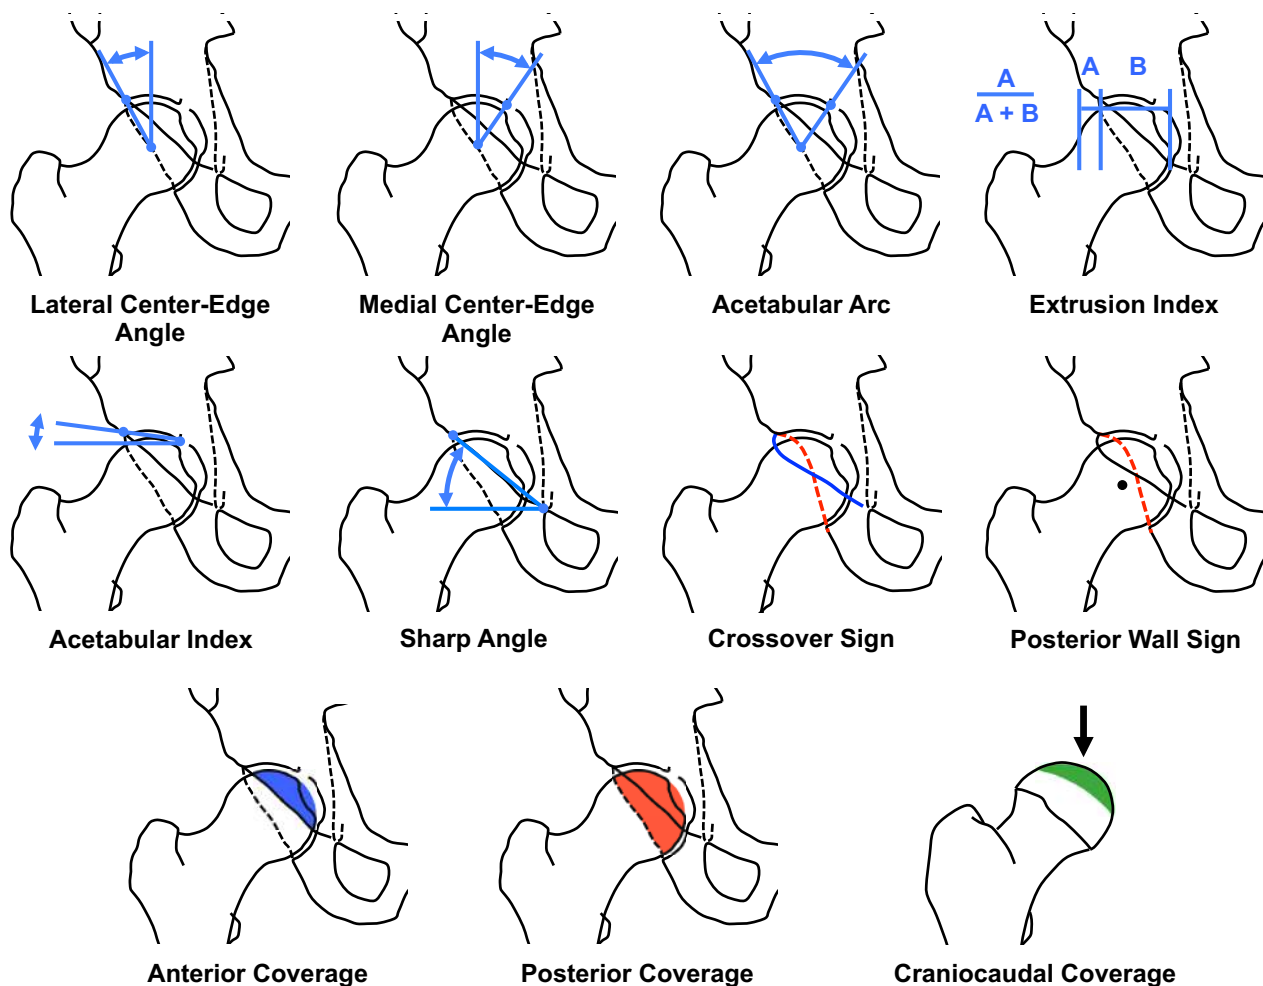 A
A + B
A
B
Lateral Center-Edge
Angle
Medial Center-Edge
Angle
Acetabular Arc
Extrusion Index
Acetabular Index
Sharp Angle
Crossover Sign
Posterior Wall Sign
Anterior Coverage
Posterior Coverage
Craniocaudal Coverage